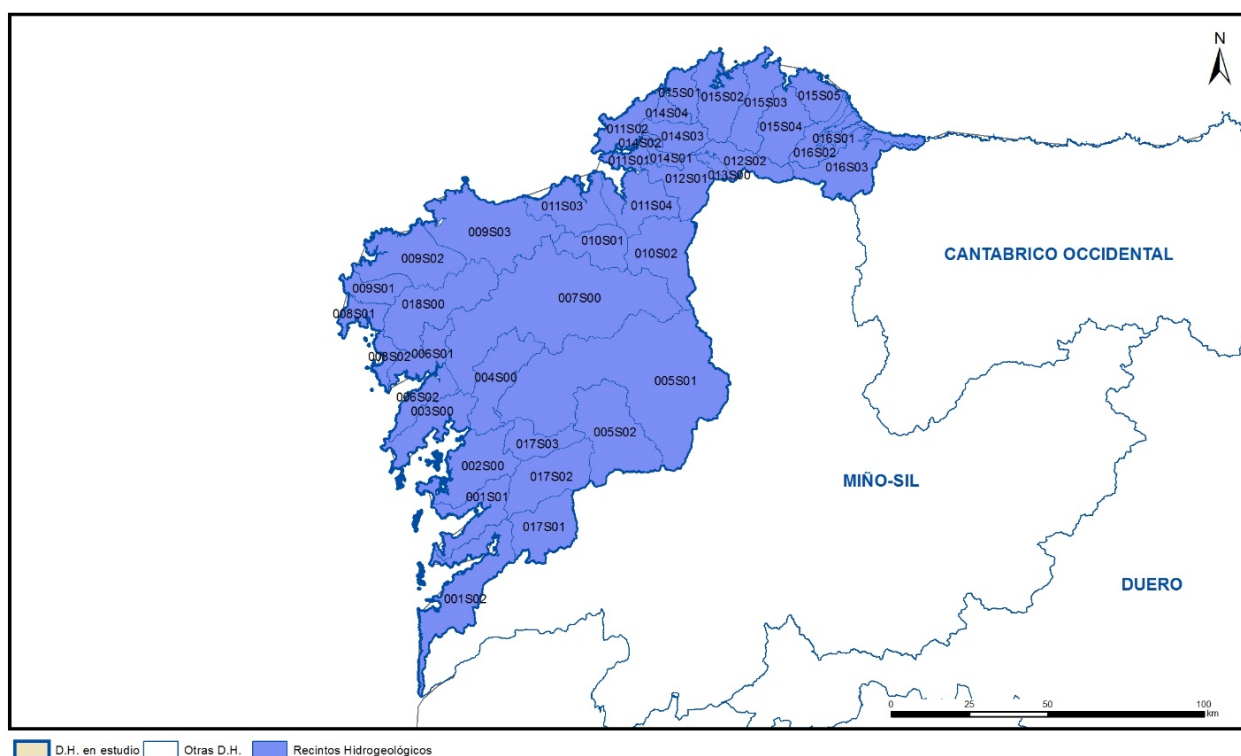 N
015S01
015S02
015S03
015S05
014S04
015S04
011S02
014S03
016S01
014S02
016S02
011S01
014S01
012S02
016S03
012S01
013S00
011S03
011S04
009S03
010S01
010S02
CANTABRICO OCCIDENTAL
009S02
009S01
007S00
018S00
008S01
008S02
006S01
004S00
005S01
006S02
003S00
005S02
017S03
002S00
017S02
MIÑO-SIL
001S01
017S01
DUERO
001S02
0 25 50 100
km
D.H. en estudio Otras D.H. Recintos Hidrogeológicos